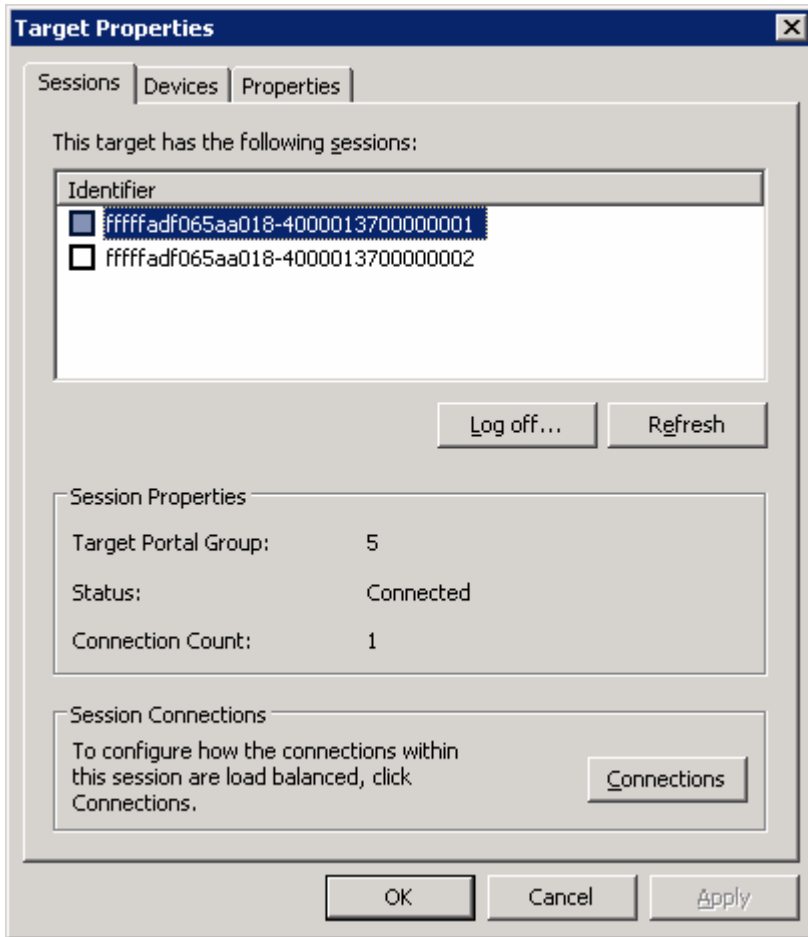 Target Properties
Sessions Devices Properties
This target has the following sessions:
Identifier
fffffadf065aa018-4000013700000001
fffffadf065aa018-4000013700000002
Log off... Refresh
Session Properties
Target Portal Group: 5
Status: Connected
Connection Count: 1
Session Connections
To configure how the connections within
this session are load balanced, click
Connections.
Connections
OK Cancel Apply